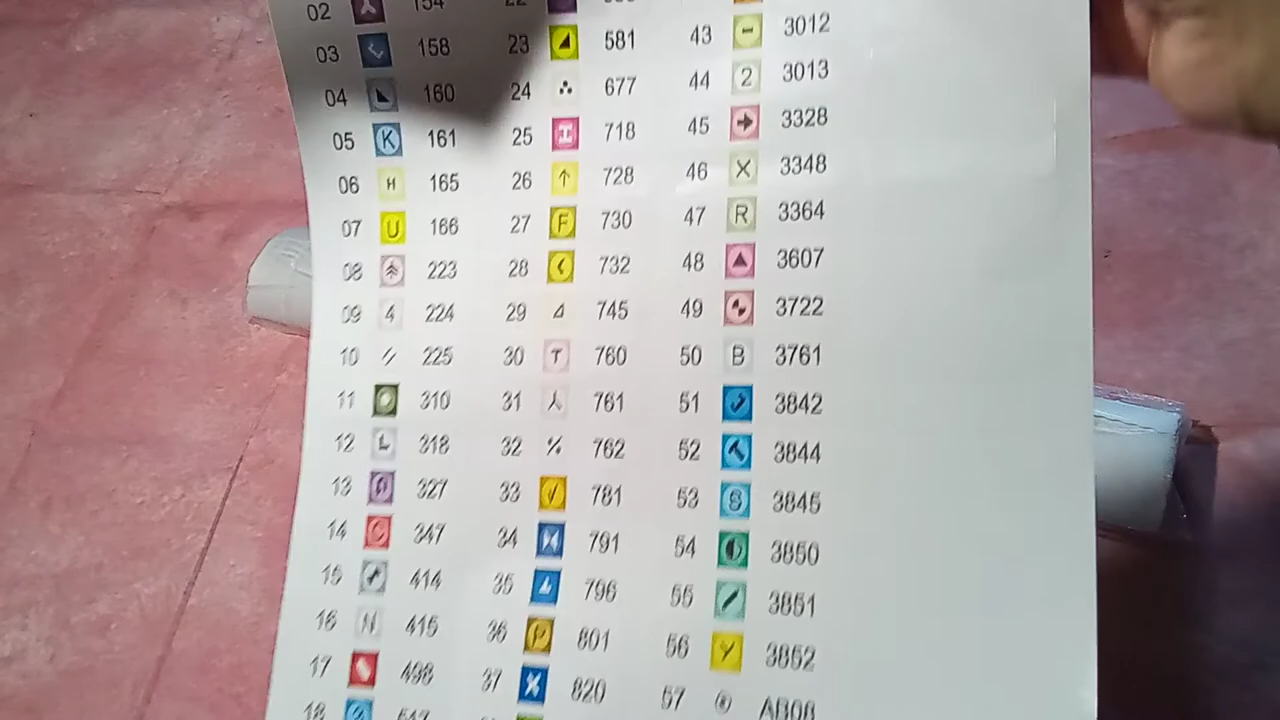 02 154
03 158
04 160
05 K 161
06 H 165
07 U 166
08 223
09 4 224
10 225
11 310
12 L 318
13 327
14 C 347
15 414
16 N 415
17 498
18
22
23 581
24 677
25 I 718
26 ↑ 728
27 F 730
28 732
29 745
30 T 760
31 761
32 762
33 781
34 791
35 796
36 P 801
37 X 820
43 - 3012
44 2 3013
45 3328
46 X 3348
47 R 3364
48 3607
49 3722
50 B 3761
51 3842
52 3844
53 S 3845
54 3850
55 3851
56 Y 3852
57 AB08